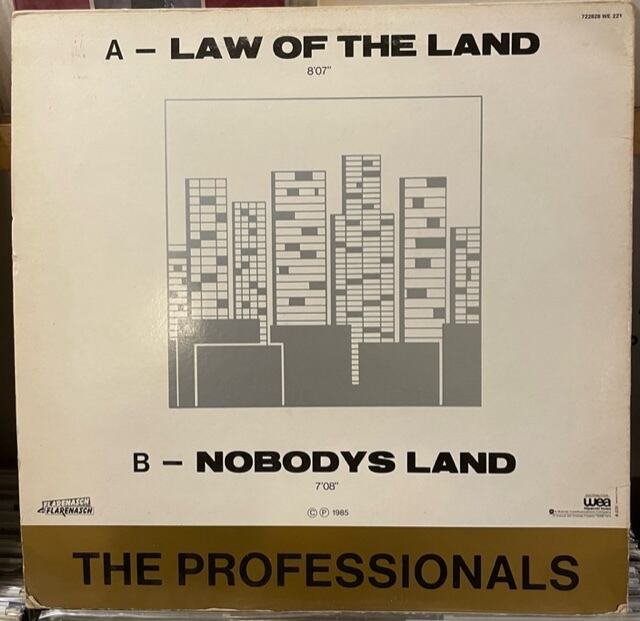 722828 WE 221
A – LAW OF THE LAND
8'07"
B – NOBODYS LAND
7'08"
© ℗ 1985
FLARENASCH
FLARENASCH
wea
THE PROFESSIONALS